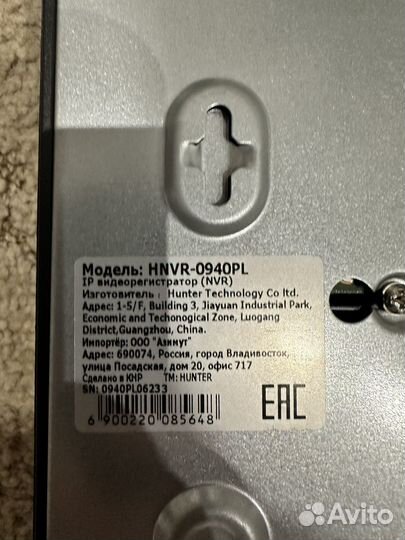 Модель: HNVR-0940PL
IP видеорегистратор (NVR)
Изготовитель : Hunter Technology Co ltd.
Адрес: 1-5/F, Building 3, Jiayuan Industrial Park,
Economic and Techonogical Zone, Luogang
District,Guangzhou, China.
Импортёр: ООО "Азинут"
Адрес: 690074, Россия, город Владивосток,
улица Посадская, дом 20, офис 717
Сделано в КНР TM: HUNTER
SN: 0940PL06233
6 900220 085648
EAC
Avito